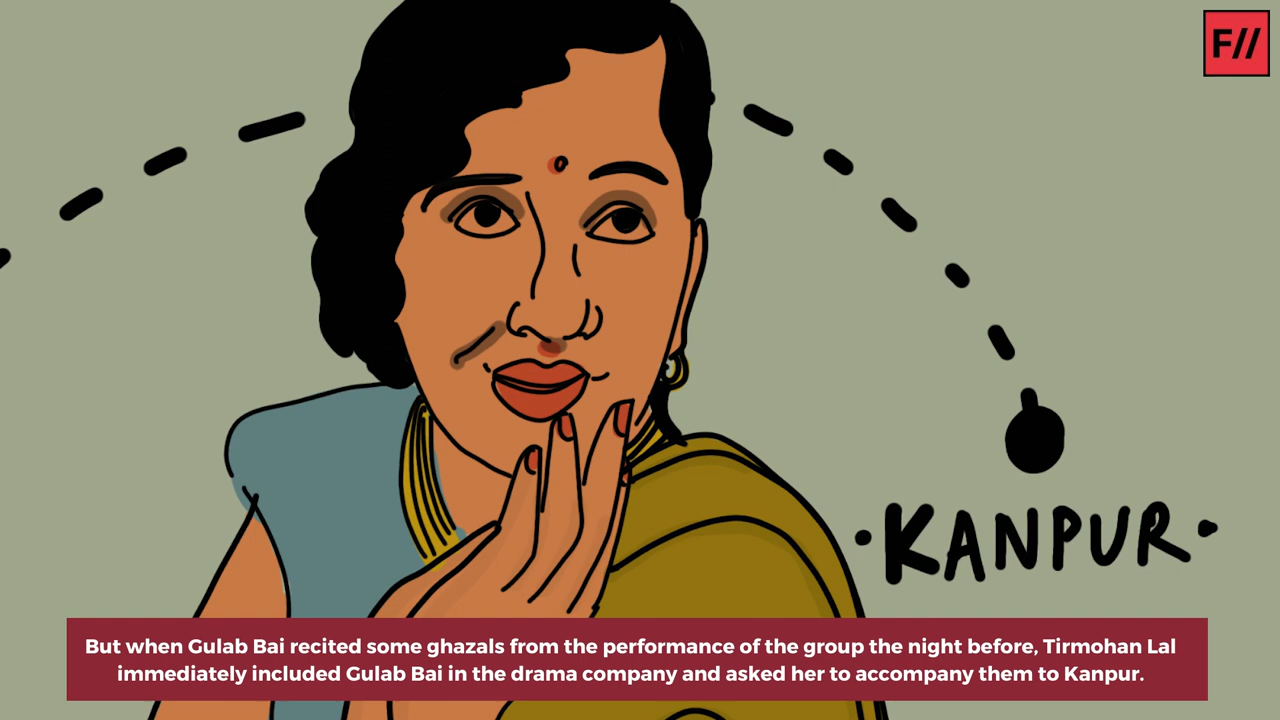 F//
·KANPUR·
But when Gulab Bai recited some ghazals from the performance of the group the night before, Tirmohan Lal
immediately included Gulab Bai in the drama company and asked her to accompany them to Kanpur.